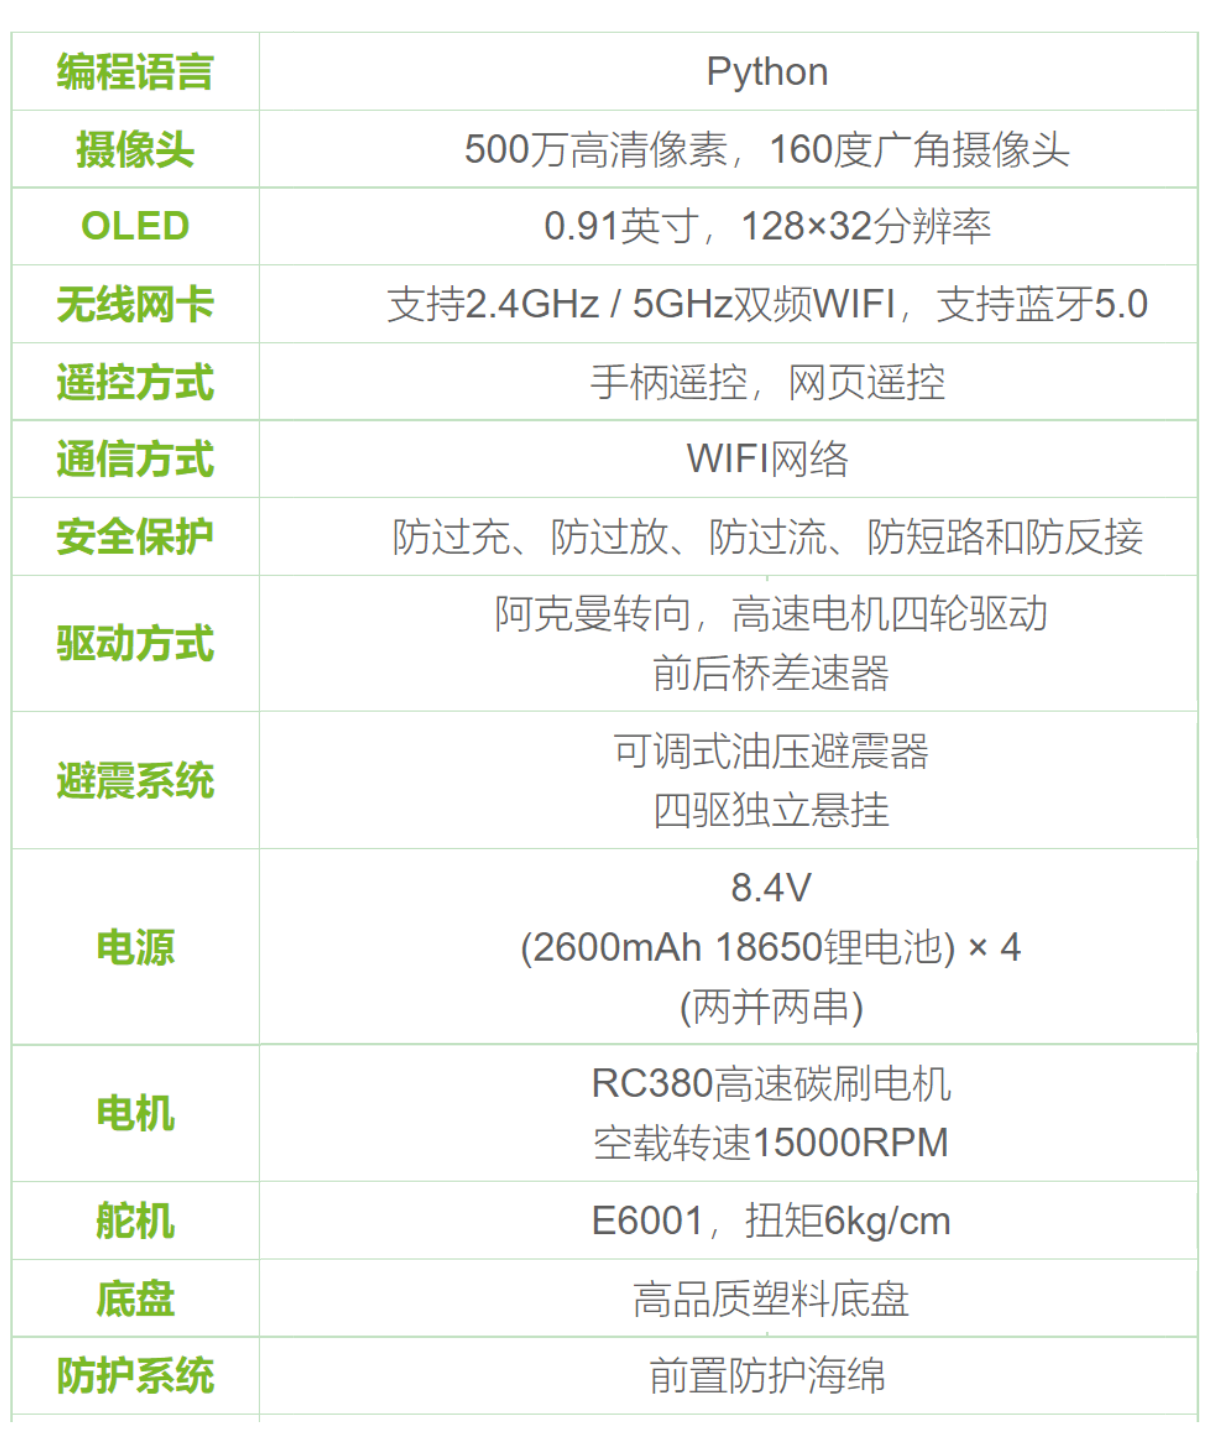 编程语言
Python
摄像头
500万高清像素，160度广角摄像头
OLED
0.91英寸，128×32分辨率
无线网卡
支持2.4GHz / 5GHz双频WIFI，支持蓝牙5.0
遥控方式
手柄遥控，网页遥控
通信方式
WIFI网络
安全保护
防过充、防过放、防过流、防短路和防反接
驱动方式
阿克曼转向，高速电机四轮驱动
前后桥差速器
避震系统
可调式油压避震器
四驱独立悬挂
电源
8.4V
(2600mAh 18650锂电池) × 4
(两并两串)
电机
RC380高速碳刷电机
空载转速15000RPM
舵机
E6001，扭矩6kg/cm
底盘
高品质塑料底盘
防护系统
前置防护海绵